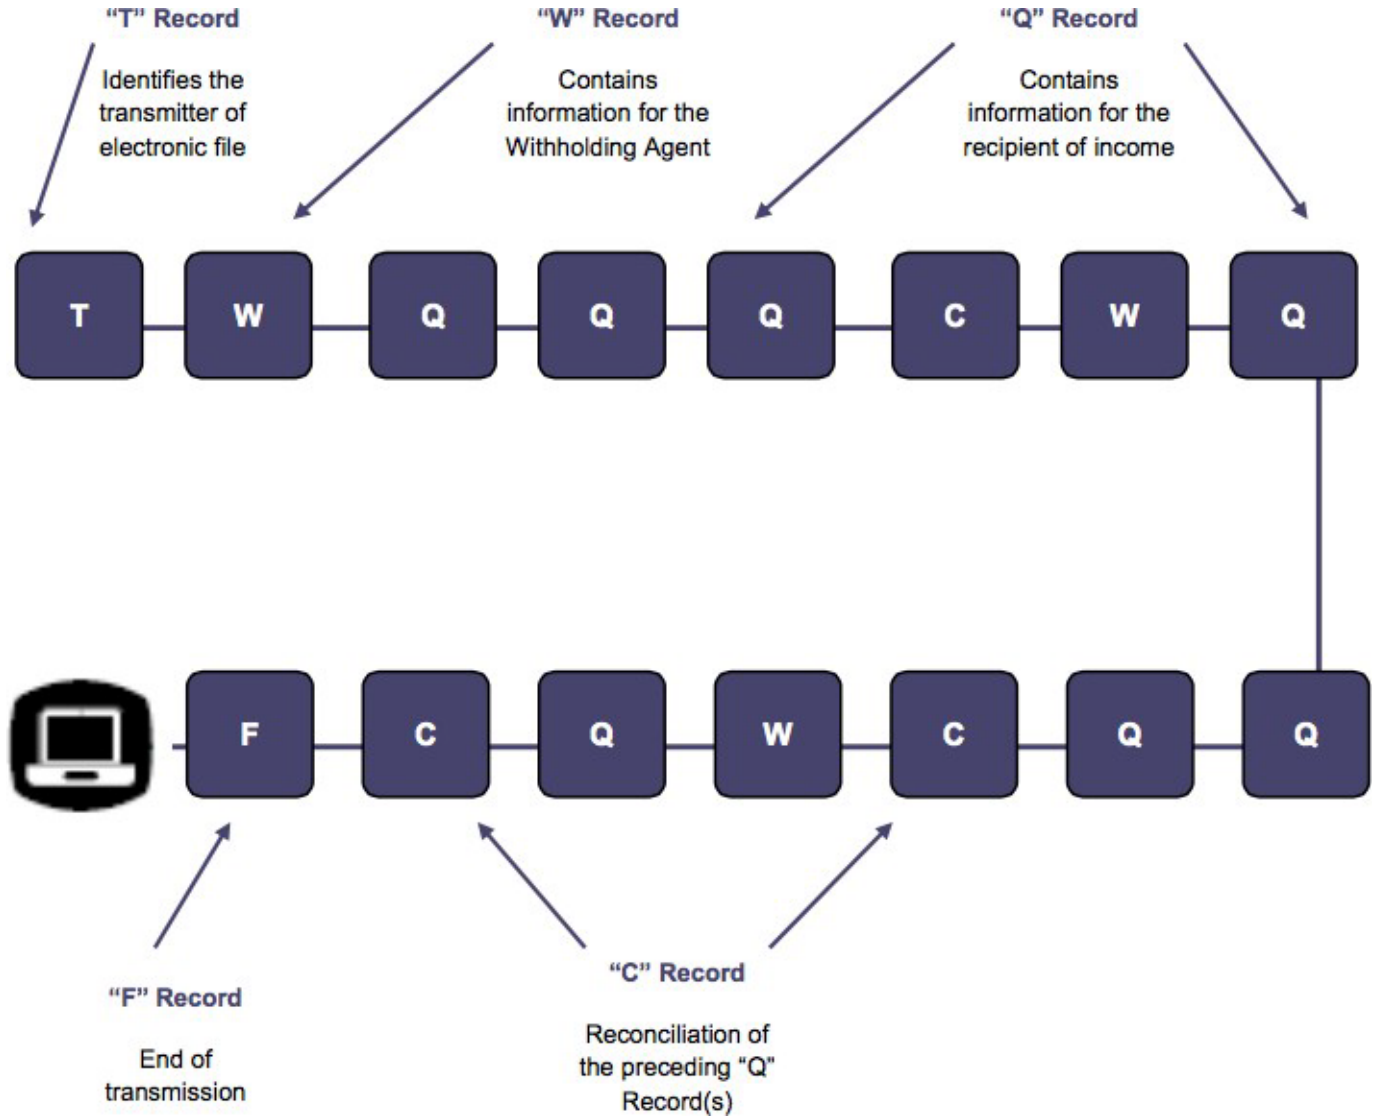 “T” Record
Identifies the
transmitter of
electronic file
“W” Record
Contains
information for the
Withholding Agent
“Q” Record
Contains
information for the
recipient of income
T
W
Q
Q
Q
C
W
Q
F
C
Q
W
C
Q
Q
“F” Record
End of
transmission
“C” Record
Reconciliation of
the preceding “Q”
Record(s)